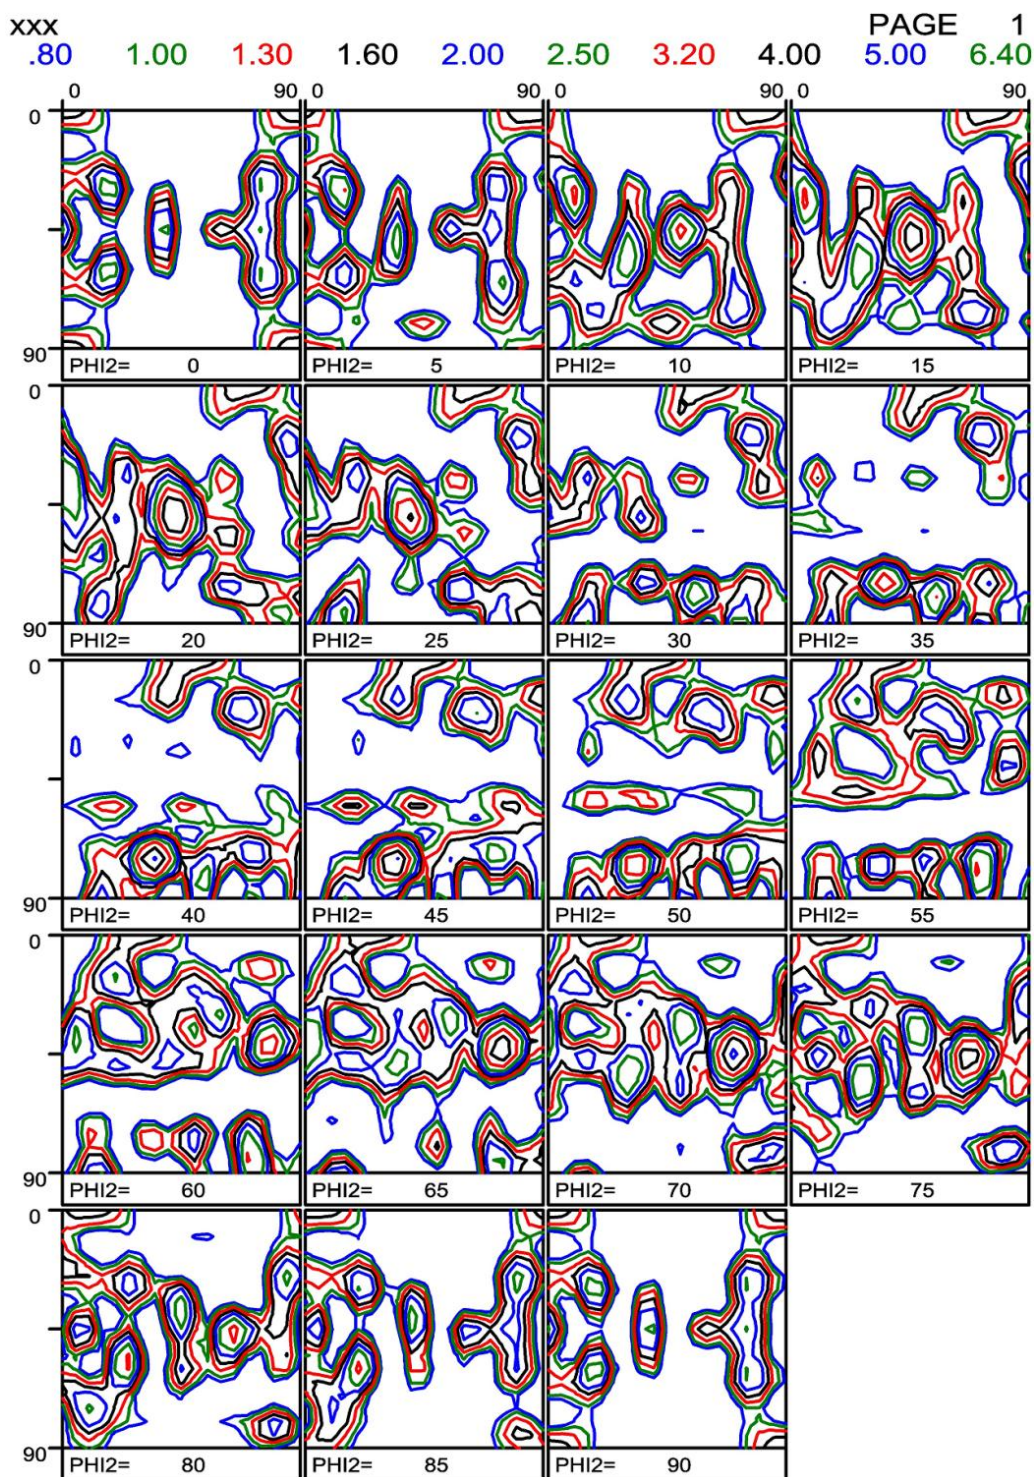 xxx PAGE 1
.80 1.00 1.30 1.60 2.00 2.50 3.20 4.00 5.00 6.40
0 90 0 90 0 90 0 90
0
90
PHI2= 0 PHI2= 5 PHI2= 10 PHI2= 15
0
90
PHI2= 20 PHI2= 25 PHI2= 30 PHI2= 35
0
90
PHI2= 40 PHI2= 45 PHI2= 50 PHI2= 55
0
90
PHI2= 60 PHI2= 65 PHI2= 70 PHI2= 75
0
90
PHI2= 80 PHI2= 85 PHI2= 90